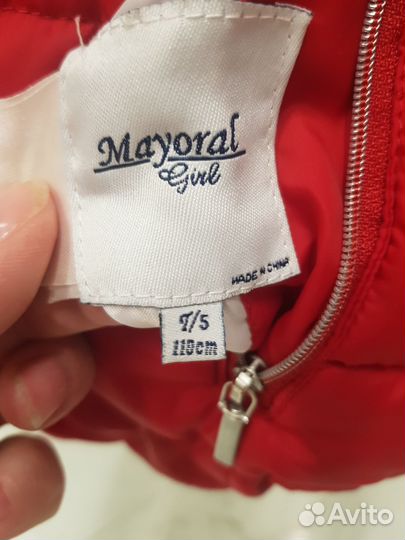 Mayoral
Girl
MADE IN CHINA
T/5
110cm
Avito